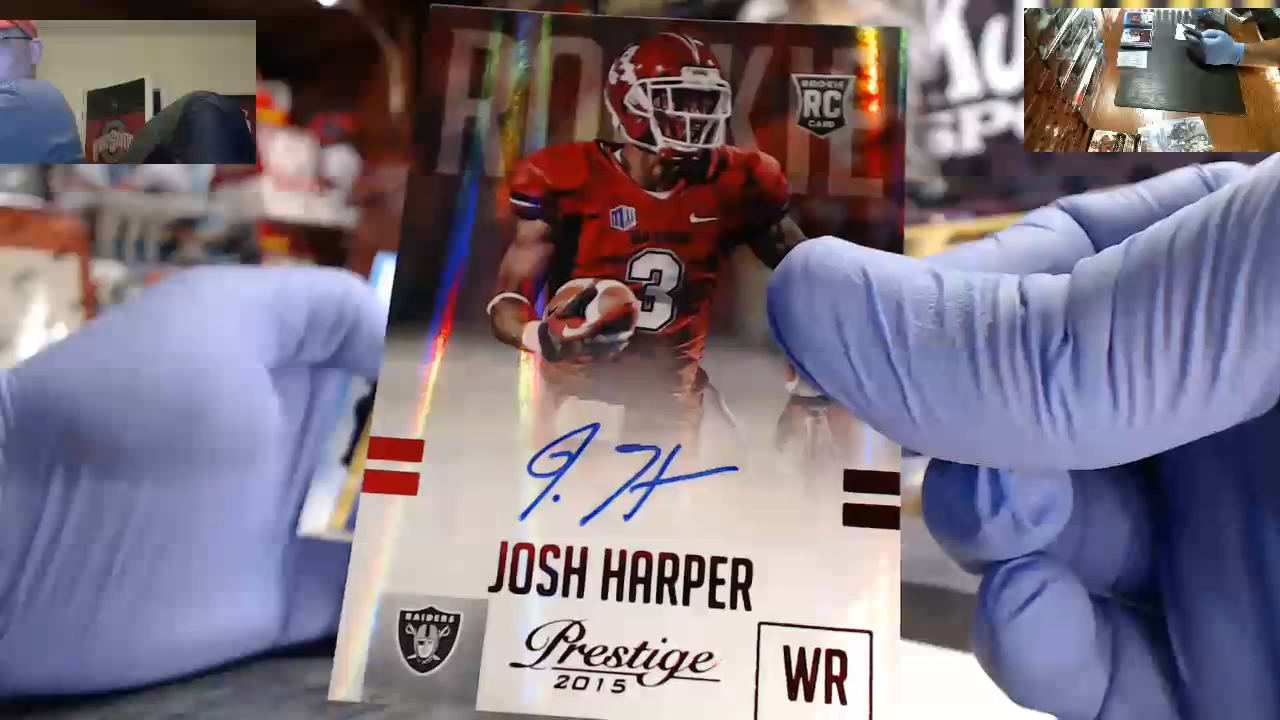 ROOKIE
ROOKIE
RC
CARD
3
J. H
JOSH HARPER
RAIDERS
Prestige
2015
WR